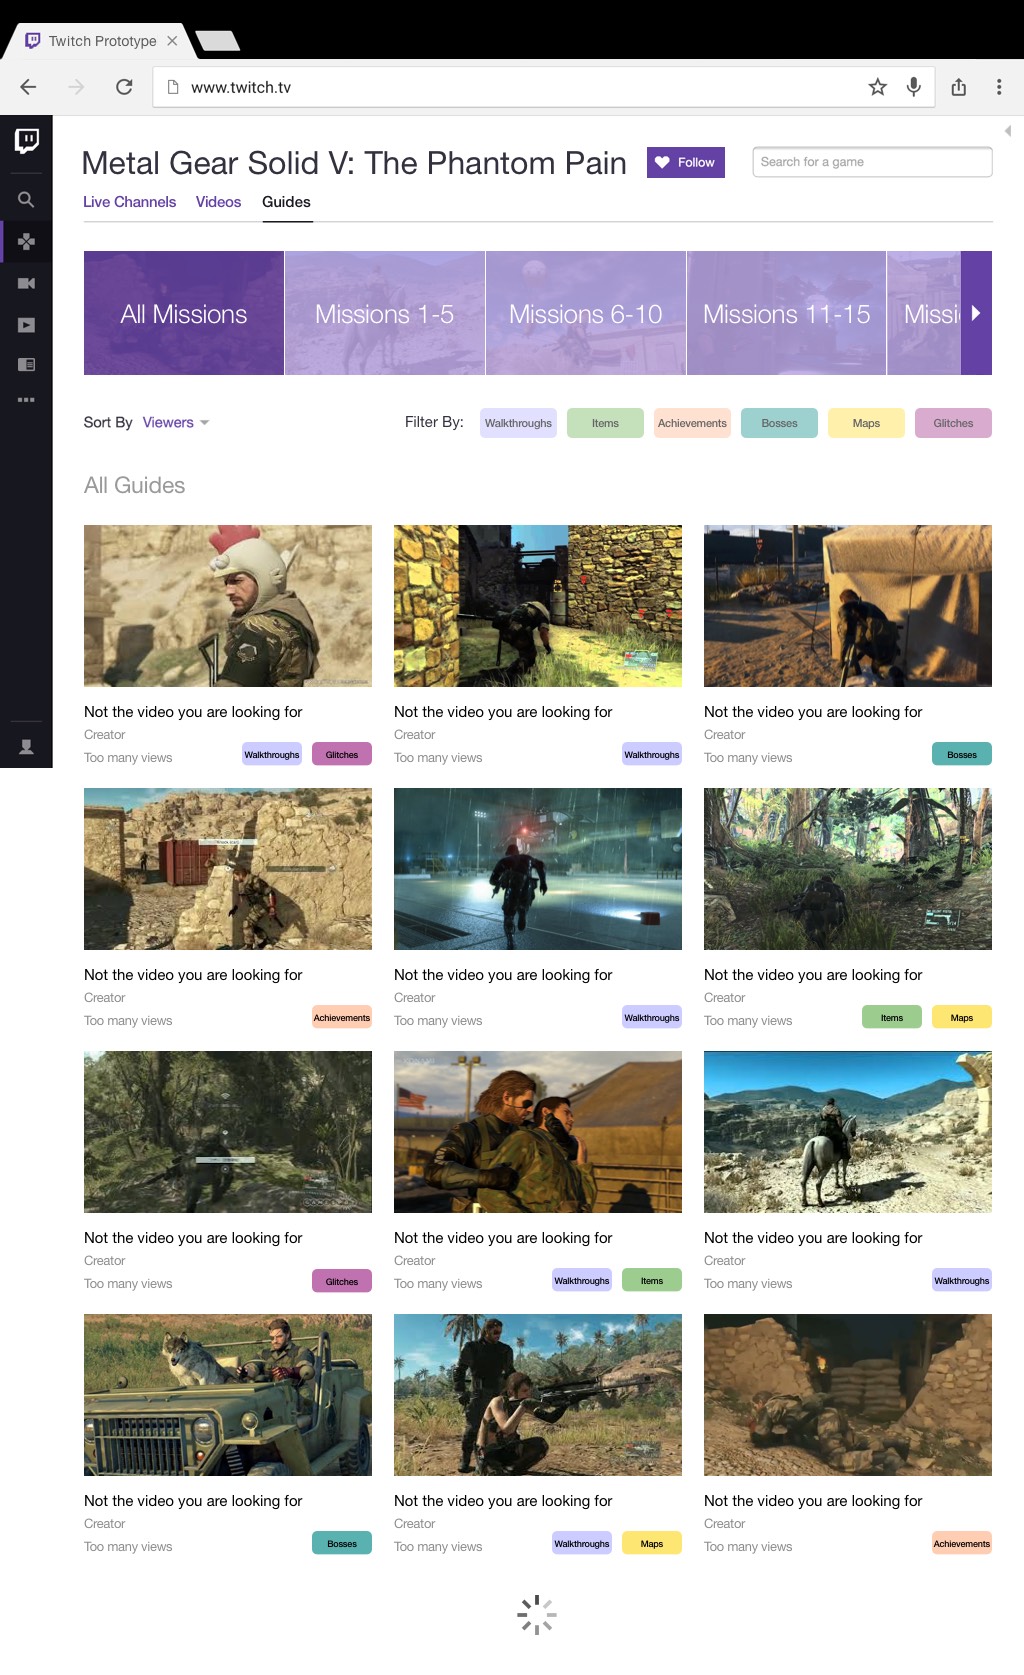 Twitch Prototype
www.twitch.tv
Metal Gear Solid V: The Phantom Pain
Follow
Search for a game
Live Channels Videos Guides
All Missions Missions 1-5 Missions 6-10 Missions 11-15 Missi
Sort By Viewers
Filter By: Walkthroughs Items Achievements Bosses Maps Glitches
All Guides
Not the video you are looking for
Creator
Too many views
Walkthroughs Glitches
Not the video you are looking for
Creator
Too many views
Walkthroughs
Not the video you are looking for
Creator
Too many views
Bosses
Not the video you are looking for
Creator
Too many views
Achievements
Not the video you are looking for
Creator
Too many views
Walkthroughs
Not the video you are looking for
Creator
Too many views
Items Maps
Not the video you are looking for
Creator
Too many views
Glitches
Not the video you are looking for
Creator
Too many views
Walkthroughs Items
Not the video you are looking for
Creator
Too many views
Walkthroughs
Not the video you are looking for
Creator
Too many views
Bosses
Not the video you are looking for
Creator
Too many views
Walkthroughs Maps
Not the video you are looking for
Creator
Too many views
Achievements